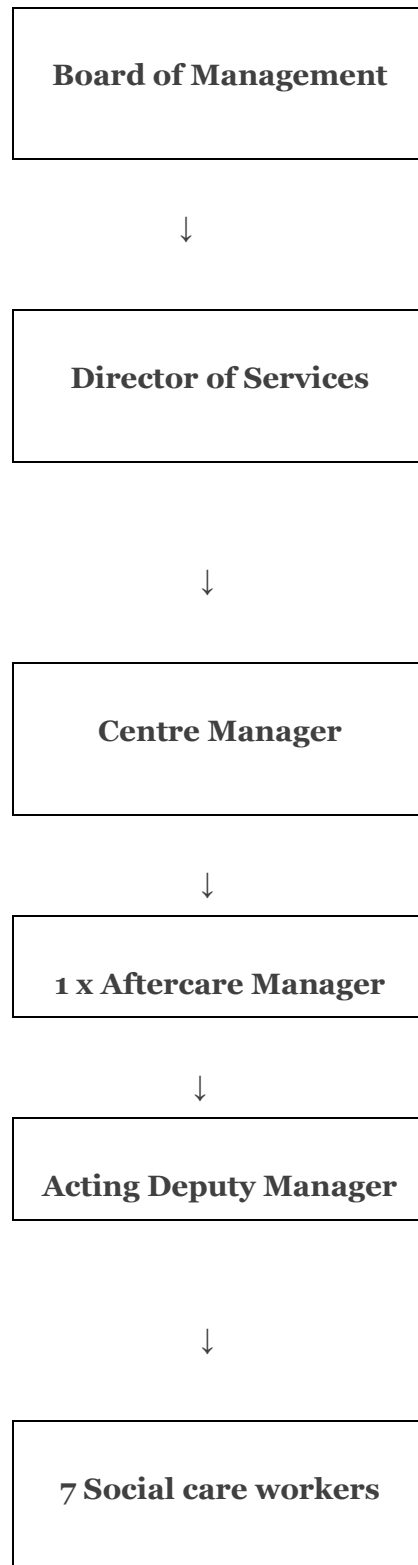 Board of Management
↓
Director of Services
↓
Centre Manager
↓
1 x Aftercare Manager
↓
Acting Deputy Manager
↓
7 Social care workers